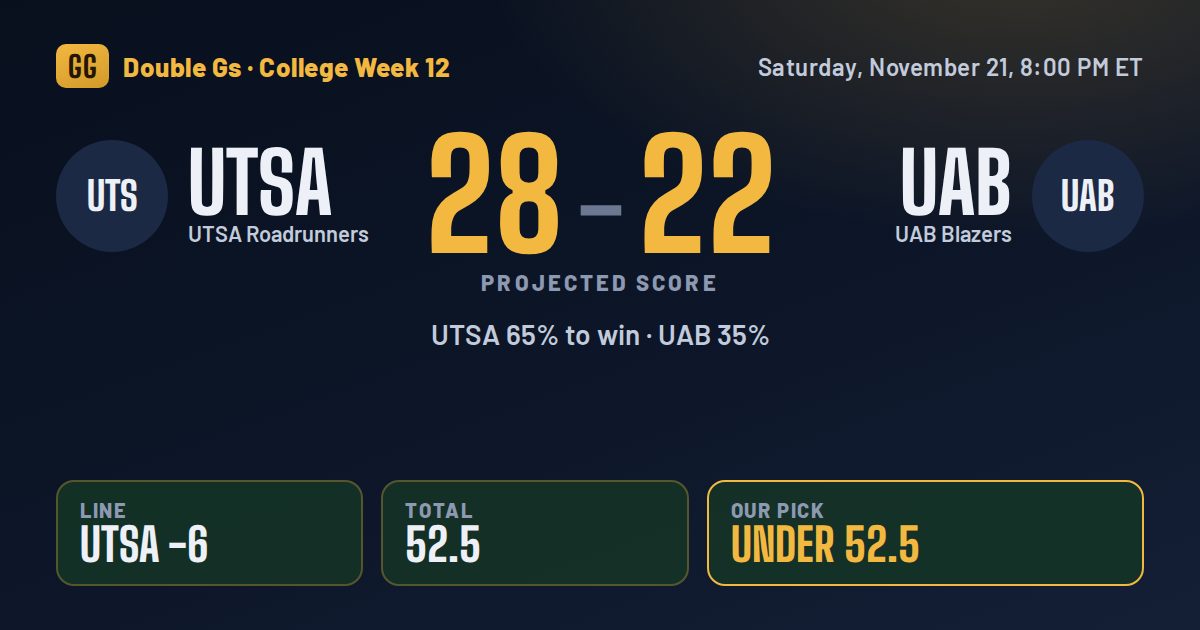 GG Double Gs · College Week 12
Saturday, November 21, 8:00 PM ET
UTS
UTSA
UTSA Roadrunners
28 – 22
PROJECTED SCORE
UTSA 65% to win · UAB 35%
UAB
UAB Blazers
UAB
LINE
UTSA -6
TOTAL
52.5
OUR PICK
UNDER 52.5